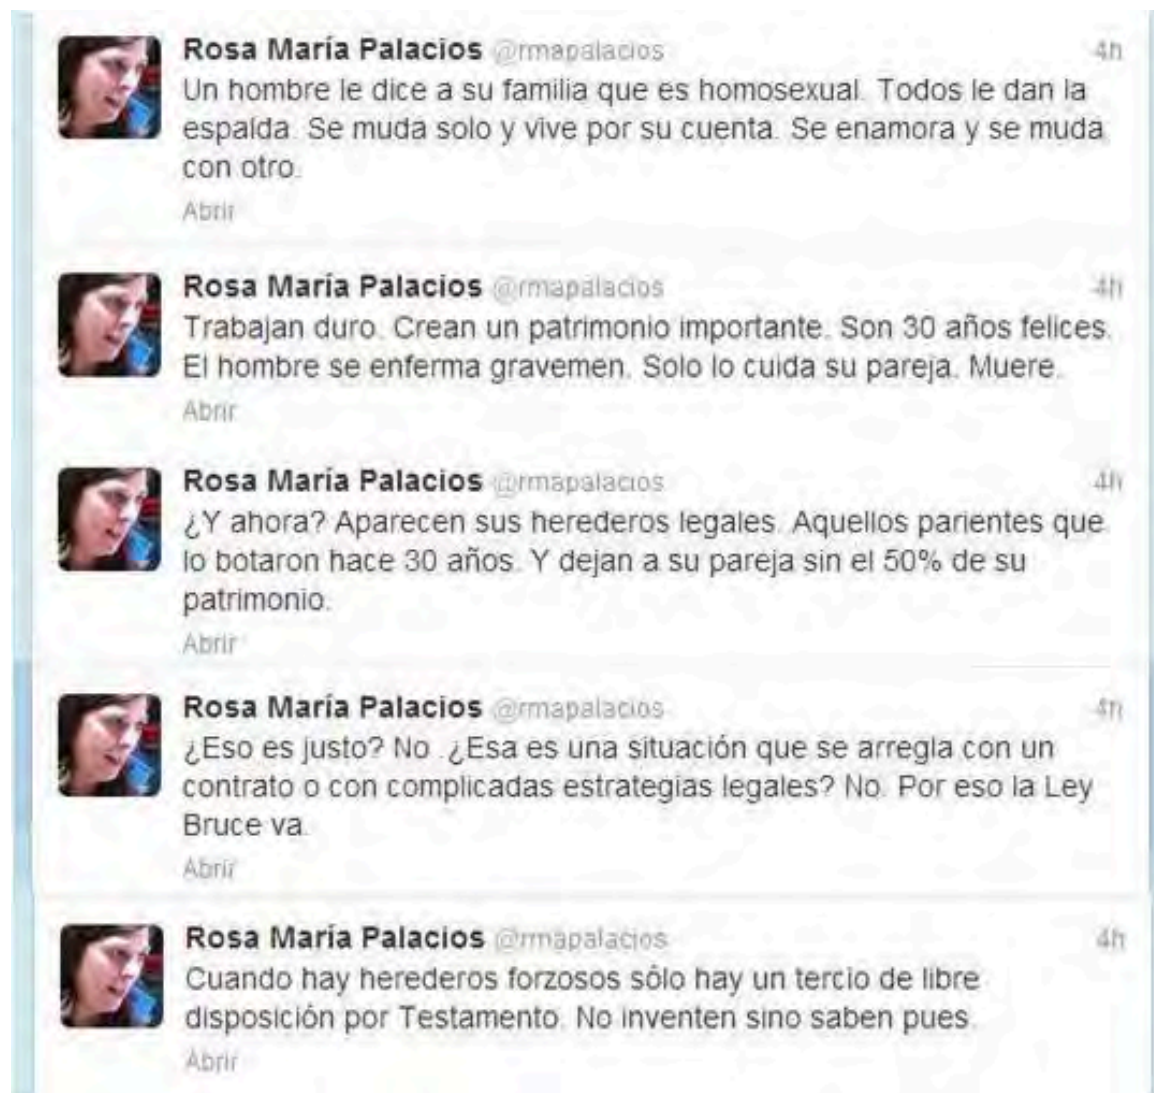 Rosa María Palacios @rmapalacios 4h
Un hombre le dice a su familia que es homosexual. Todos le dan la
espalda. Se muda solo y vive por su cuenta. Se enamora y se muda
con otro.
Abrir
Rosa María Palacios @rmapalacios 4h
Trabajan duro. Crean un patrimonio importante. Son 30 años felices.
El hombre se enferma gravemen. Solo lo cuida su pareja. Muere.
Abrir
Rosa María Palacios @rmapalacios 4h
¿Y ahora? Aparecen sus herederos legales. Aquellos parientes que
lo botaron hace 30 años. Y dejan a su pareja sin el 50% de su
patrimonio.
Abrir
Rosa María Palacios @rmapalacios 4h
¿Eso es justo? No .¿Esa es una situación que se arregla con un
contrato o con complicadas estrategias legales? No. Por eso la Ley
Bruce va.
Abrir
Rosa María Palacios @rmapalacios 4h
Cuando hay herederos forzosos sólo hay un tercio de libre
disposición por Testamento. No inventen sino saben pues.
Abrir